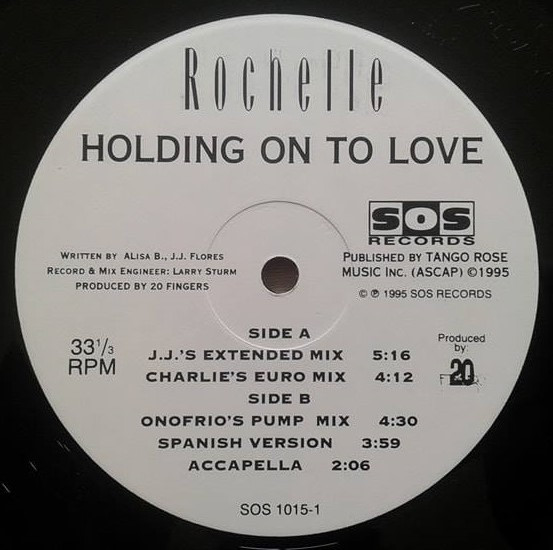 Rochelle
HOLDING ON TO LOVE
SOS
RECORDS
WRITTEN BY ALISA B., J.J. FLORES
RECORD & MIX ENGINEER: LARRY STURM
PRODUCED BY 20 FINGERS
PUBLISHED BY TANGO ROSE
MUSIC INC. (ASCAP) ©1995
© ℗ 1995 SOS RECORDS
33 1/3
RPM
SIDE A
J.J.'S EXTENDED MIX 5:16
CHARLIE'S EURO MIX 4:12
SIDE B
ONOFRIO'S PUMP MIX 4:30
SPANISH VERSION 3:59
ACCAPELLA 2:06
Produced
by:
20
SOS 1015-1